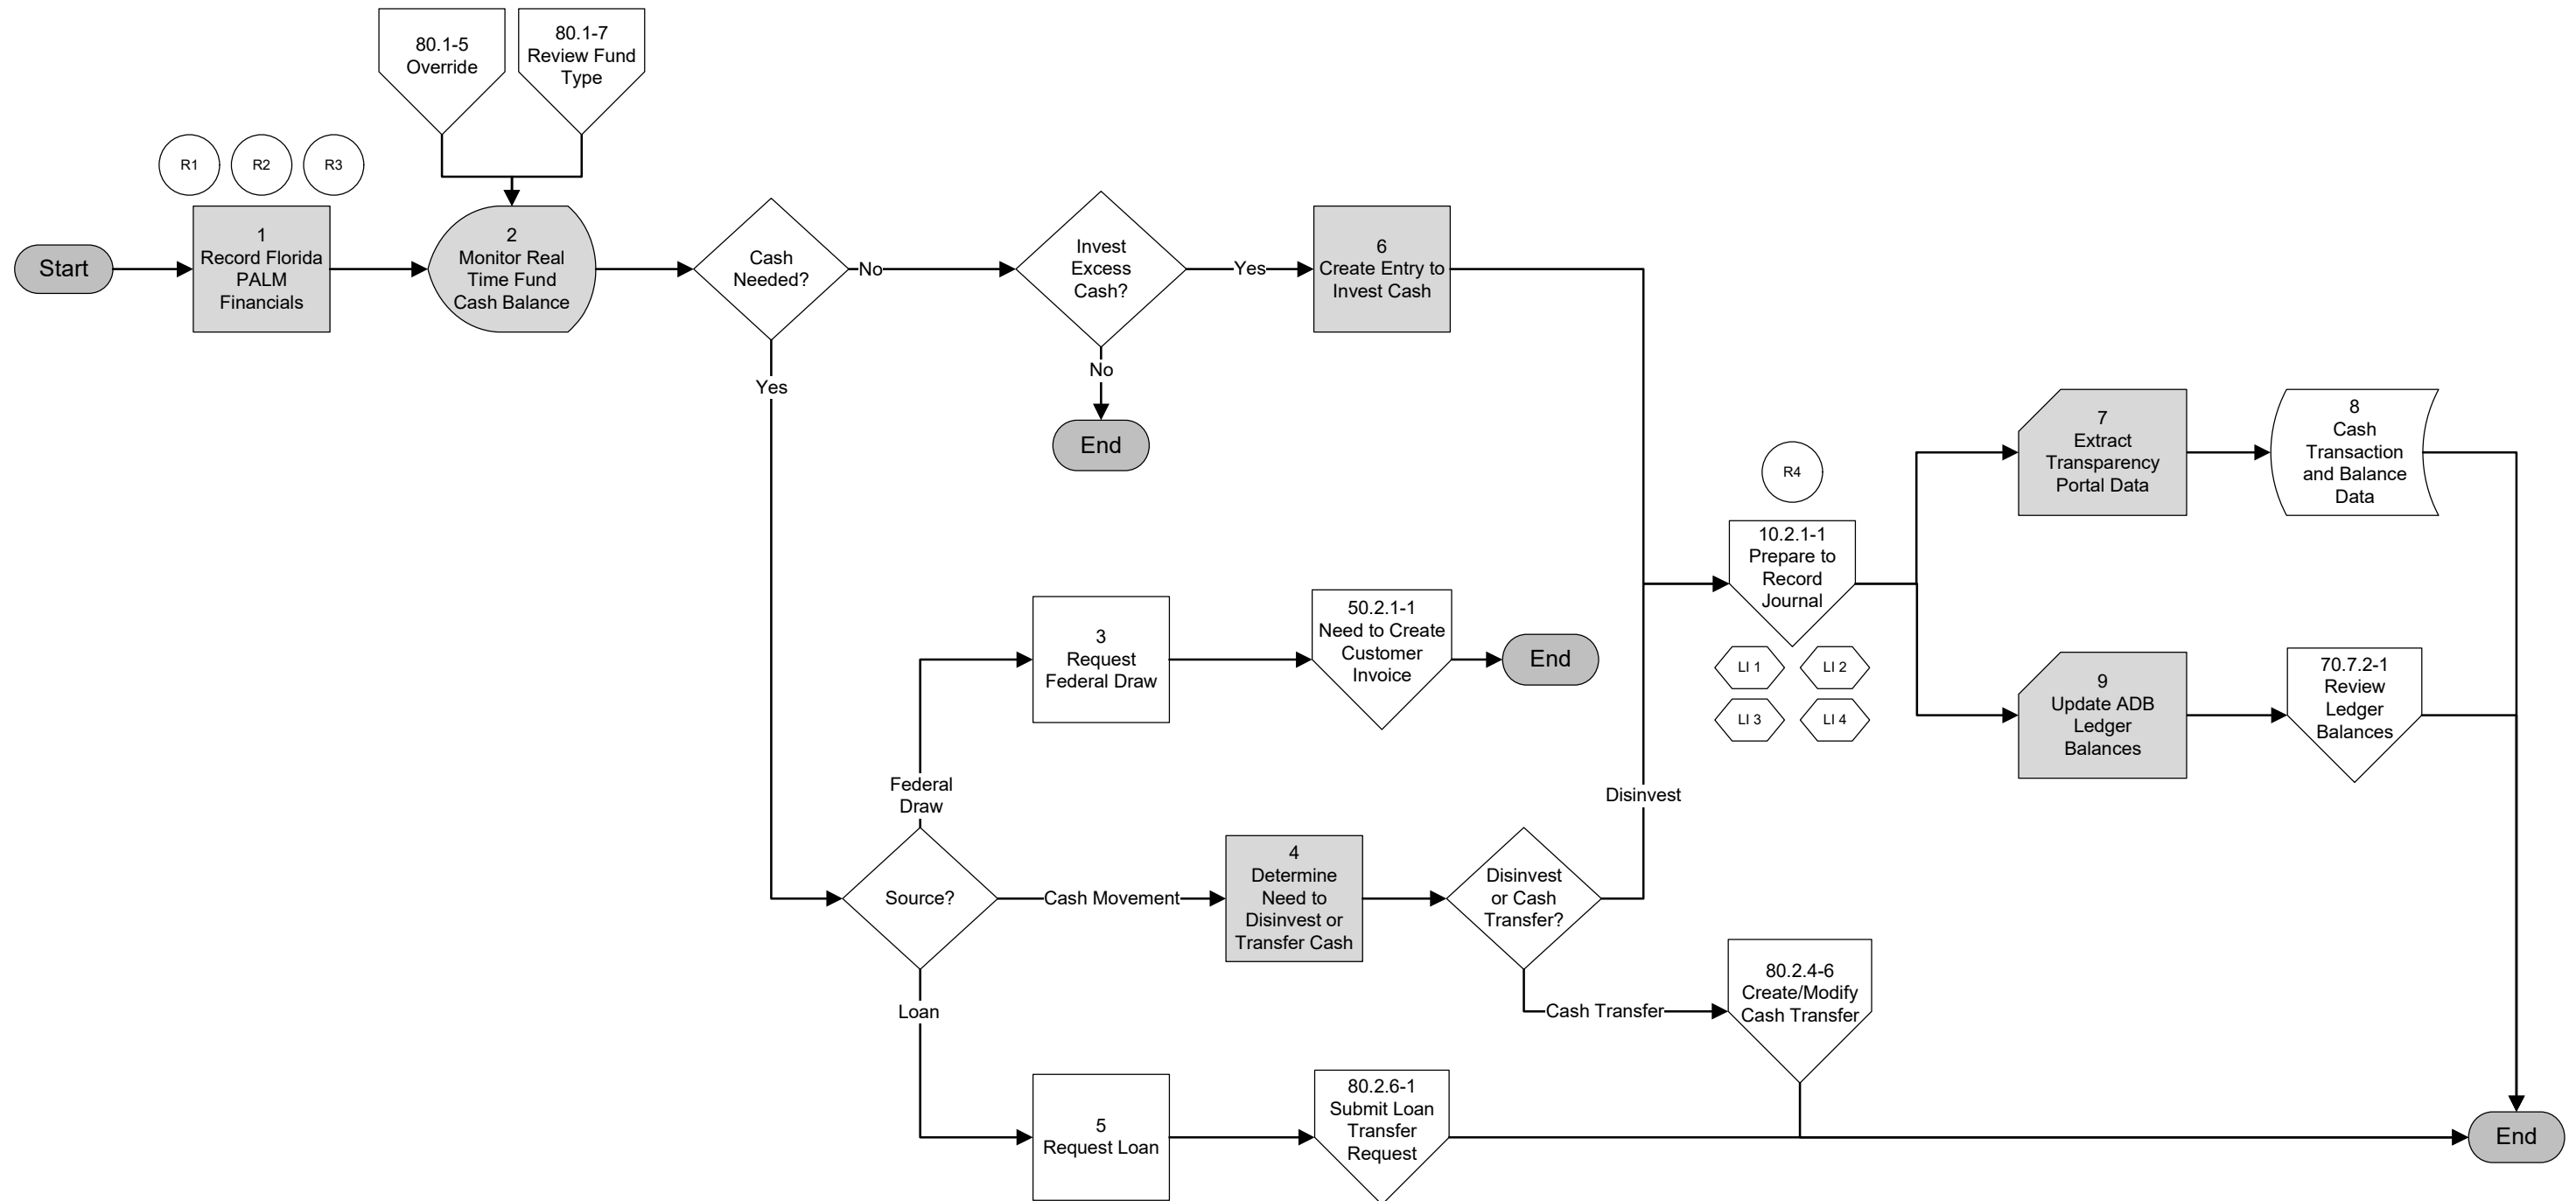 80.1-5
Override
80.1-7
Review Fund
Type
R1
R2
R3
Start
1
Record Florida
PALM
Financials
2
Monitor Real
Time Fund
Cash Balance
Cash
Needed?
No
Invest
Excess
Cash?
Yes
6
Create Entry to
Invest Cash
No
End
Yes
R4
10.2.1-1
Prepare to
Record
Journal
LI 1
LI 2
LI 3
LI 4
7
Extract
Transparency
Portal Data
8
Cash
Transaction
and Balance
Data
3
Request
Federal Draw
50.2.1-1
Need to Create
Customer
Invoice
End
9
Update ADB
Ledger
Balances
70.7.2-1
Review
Ledger
Balances
Federal
Draw
Disinvest
Source?
Cash Movement
4
Determine
Need to
Disinvest or
Transfer Cash
Disinvest
or Cash
Transfer?
Cash Transfer
80.2.4-6
Create/Modify
Cash Transfer
Loan
5
Request Loan
80.2.6-1
Submit Loan
Transfer
Request
End